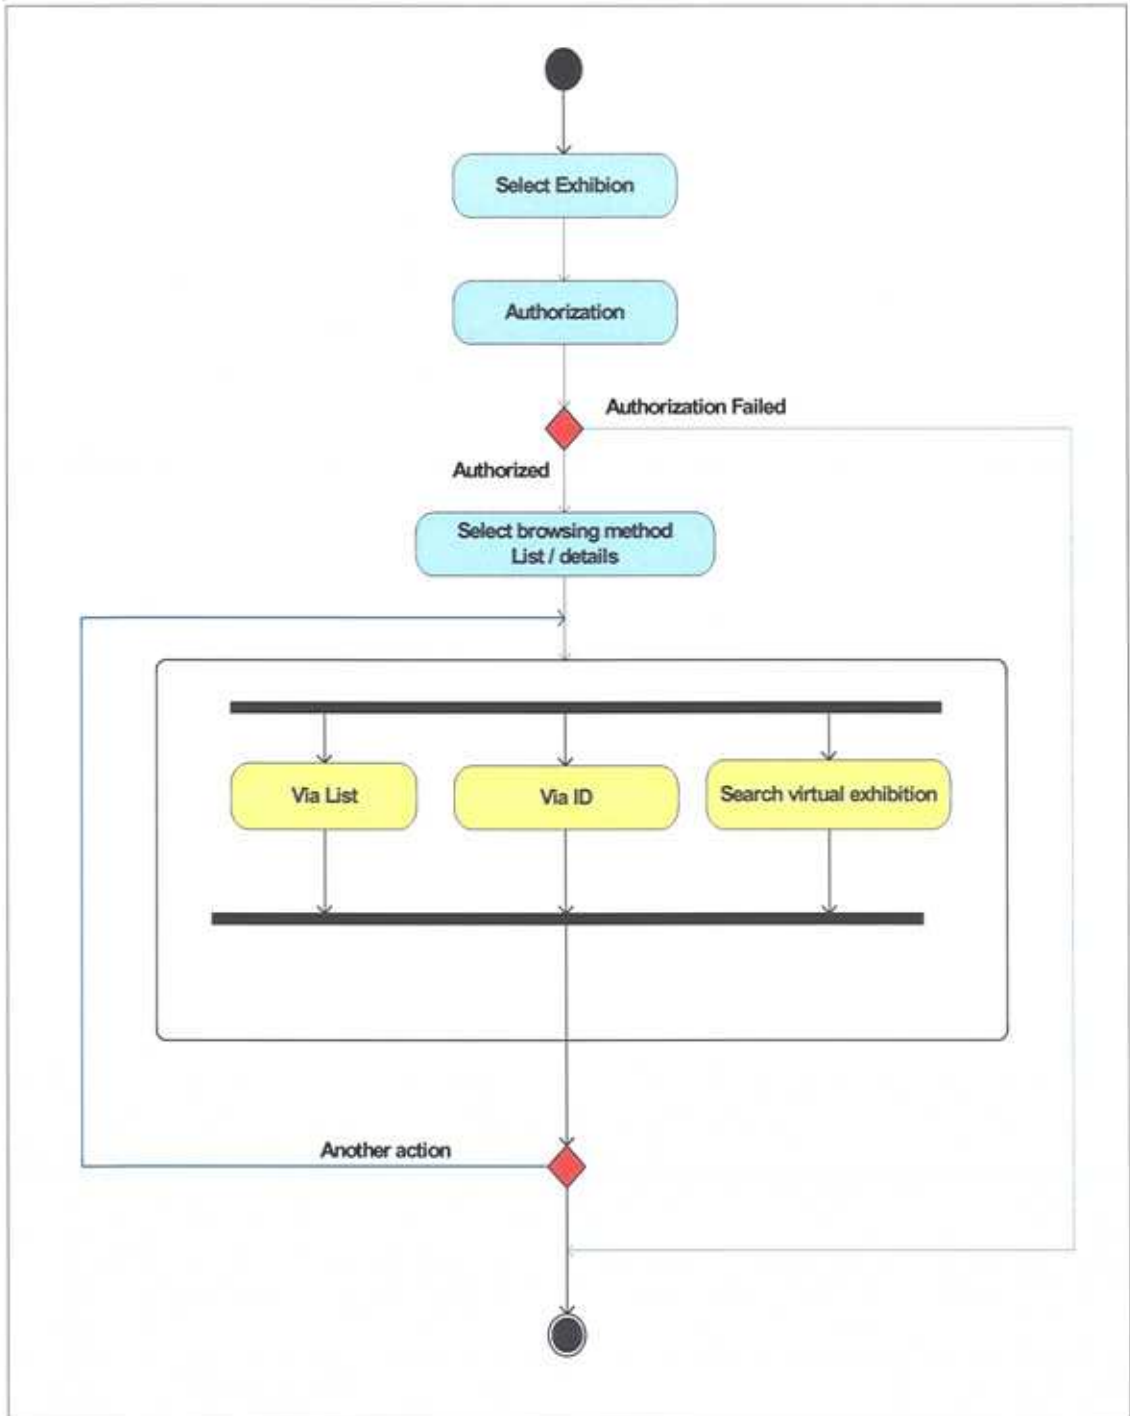 Select Exhibion
Authorization
Authorization Failed
Authorized
Select browsing method
List / details
Via List
Via ID
Search virtual exhibition
Another action